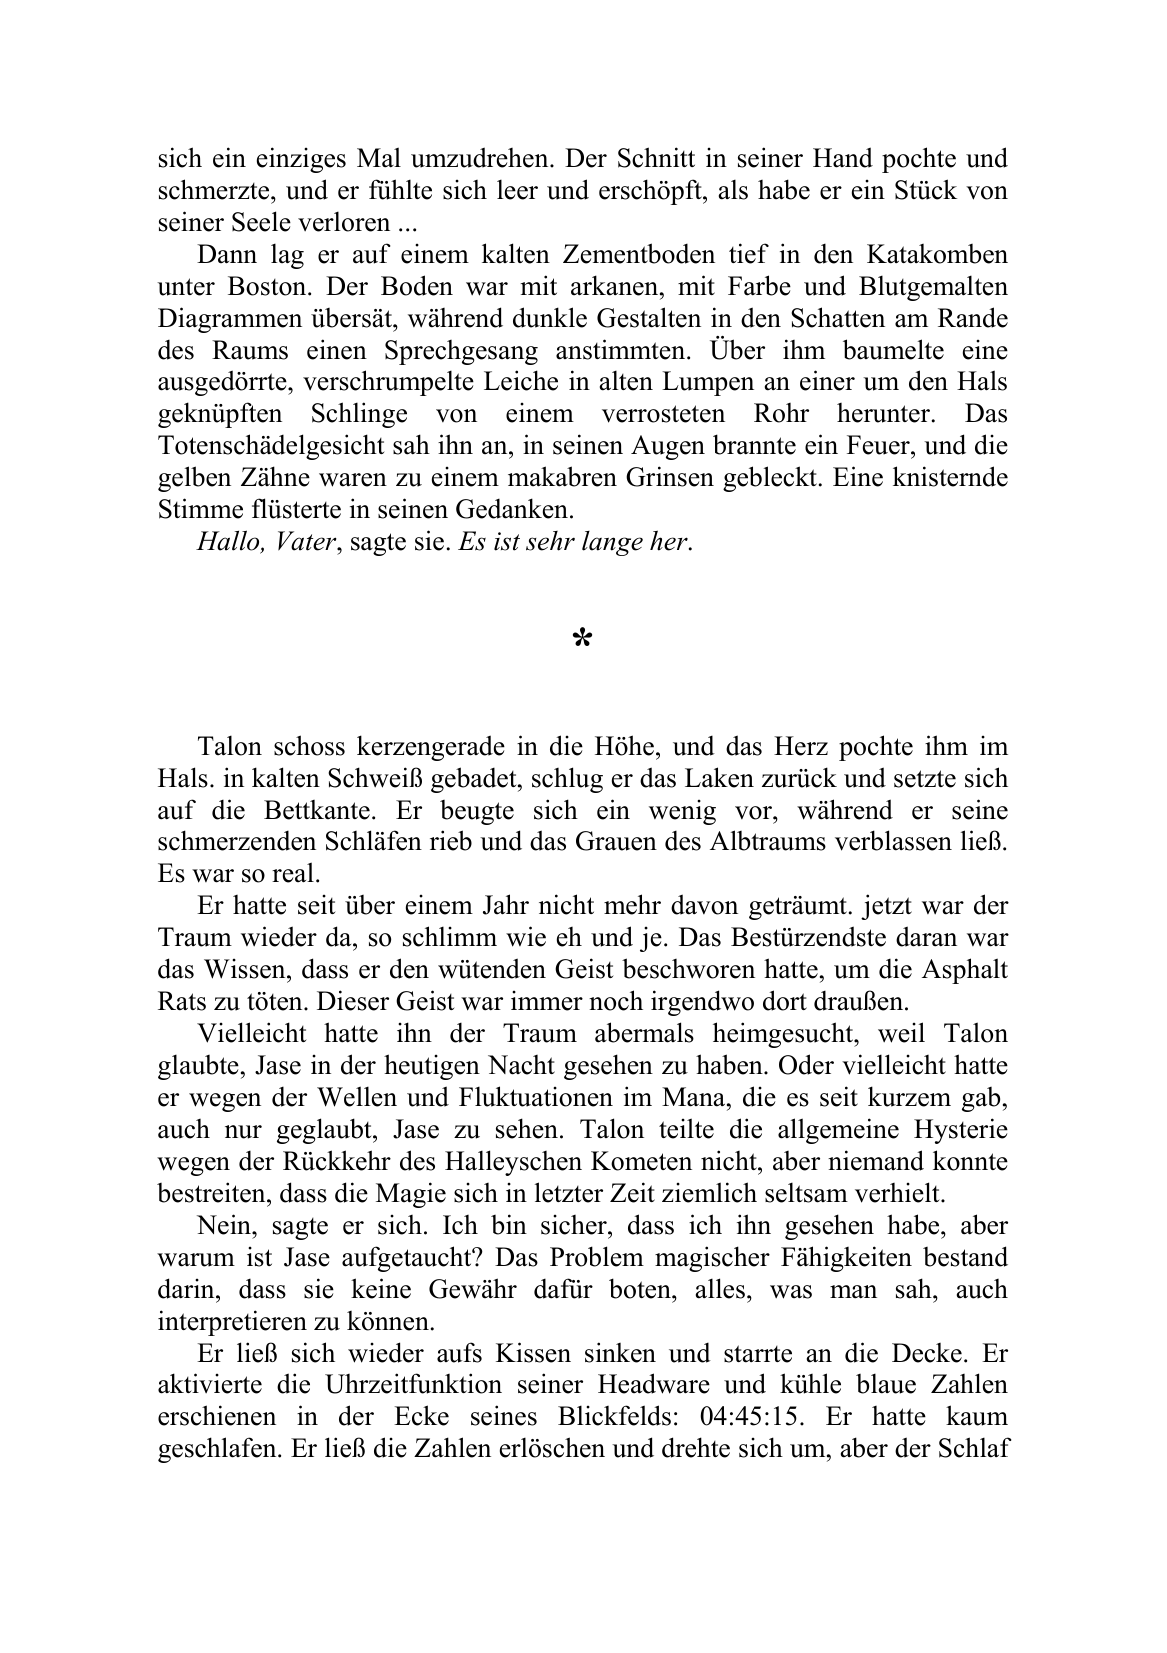 sich ein einziges Mal umzudrehen. Der Schnitt in seiner Hand pochte und
schmerzte, und er fühlte sich leer und erschöpft, als habe er ein Stück von
seiner Seele verloren ...
Dann lag er auf einem kalten Zementboden tief in den Katakomben
unter Boston. Der Boden war mit arkanen, mit Farbe und Blutgemalten
Diagrammen übersät, während dunkle Gestalten in den Schatten am Rande
des Raums einen Sprechgesang anstimmten. Über ihm baumelte eine
ausgedörrte, verschrumpelte Leiche in alten Lumpen an einer um den Hals
geknüpften Schlinge von einem verrosteten Rohr herunter. Das
Totenschädelgesicht sah ihn an, in seinen Augen brannte ein Feuer, und die
gelben Zähne waren zu einem makabren Grinsen gebleckt. Eine knisternde
Stimme flüsterte in seinen Gedanken.
Hallo, Vater, sagte sie. Es ist sehr lange her.
*
Talon schoss kerzengerade in die Höhe, und das Herz pochte ihm im
Hals. in kalten Schweiß gebadet, schlug er das Laken zurück und setzte sich
auf die Bettkante. Er beugte sich ein wenig vor, während er seine
schmerzenden Schläfen rieb und das Grauen des Albtraums verblassen ließ.
Es war so real.
Er hatte seit über einem Jahr nicht mehr davon geträumt. jetzt war der
Traum wieder da, so schlimm wie eh und je. Das Bestürzendste daran war
das Wissen, dass er den wütenden Geist beschworen hatte, um die Asphalt
Rats zu töten. Dieser Geist war immer noch irgendwo dort draußen.
Vielleicht hatte ihn der Traum abermals heimgesucht, weil Talon
glaubte, Jase in der heutigen Nacht gesehen zu haben. Oder vielleicht hatte
er wegen der Wellen und Fluktuationen im Mana, die es seit kurzem gab,
auch nur geglaubt, Jase zu sehen. Talon teilte die allgemeine Hysterie
wegen der Rückkehr des Halleyschen Kometen nicht, aber niemand konnte
bestreiten, dass die Magie sich in letzter Zeit ziemlich seltsam verhielt.
Nein, sagte er sich. Ich bin sicher, dass ich ihn gesehen habe, aber
warum ist Jase aufgetaucht? Das Problem magischer Fähigkeiten bestand
darin, dass sie keine Gewähr dafür boten, alles, was man sah, auch
interpretieren zu können.
Er ließ sich wieder aufs Kissen sinken und starrte an die Decke. Er
aktivierte die Uhrzeitfunktion seiner Headware und kühle blaue Zahlen
erschienen in der Ecke seines Blickfelds: 04:45:15. Er hatte kaum
geschlafen. Er ließ die Zahlen erlöschen und drehte sich um, aber der Schlaf